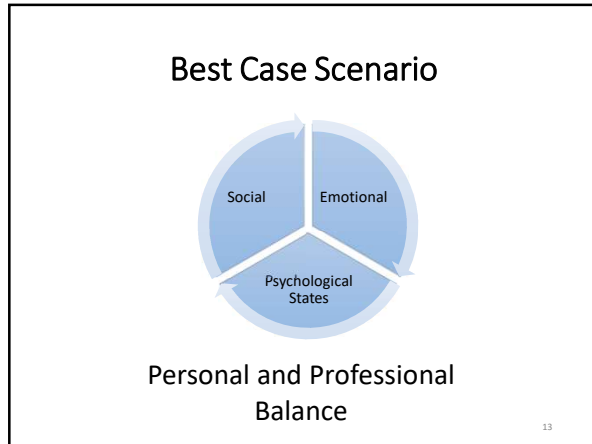 Best Case Scenario
Social
Emotional
Psychological
States
Personal and Professional
Balance
13